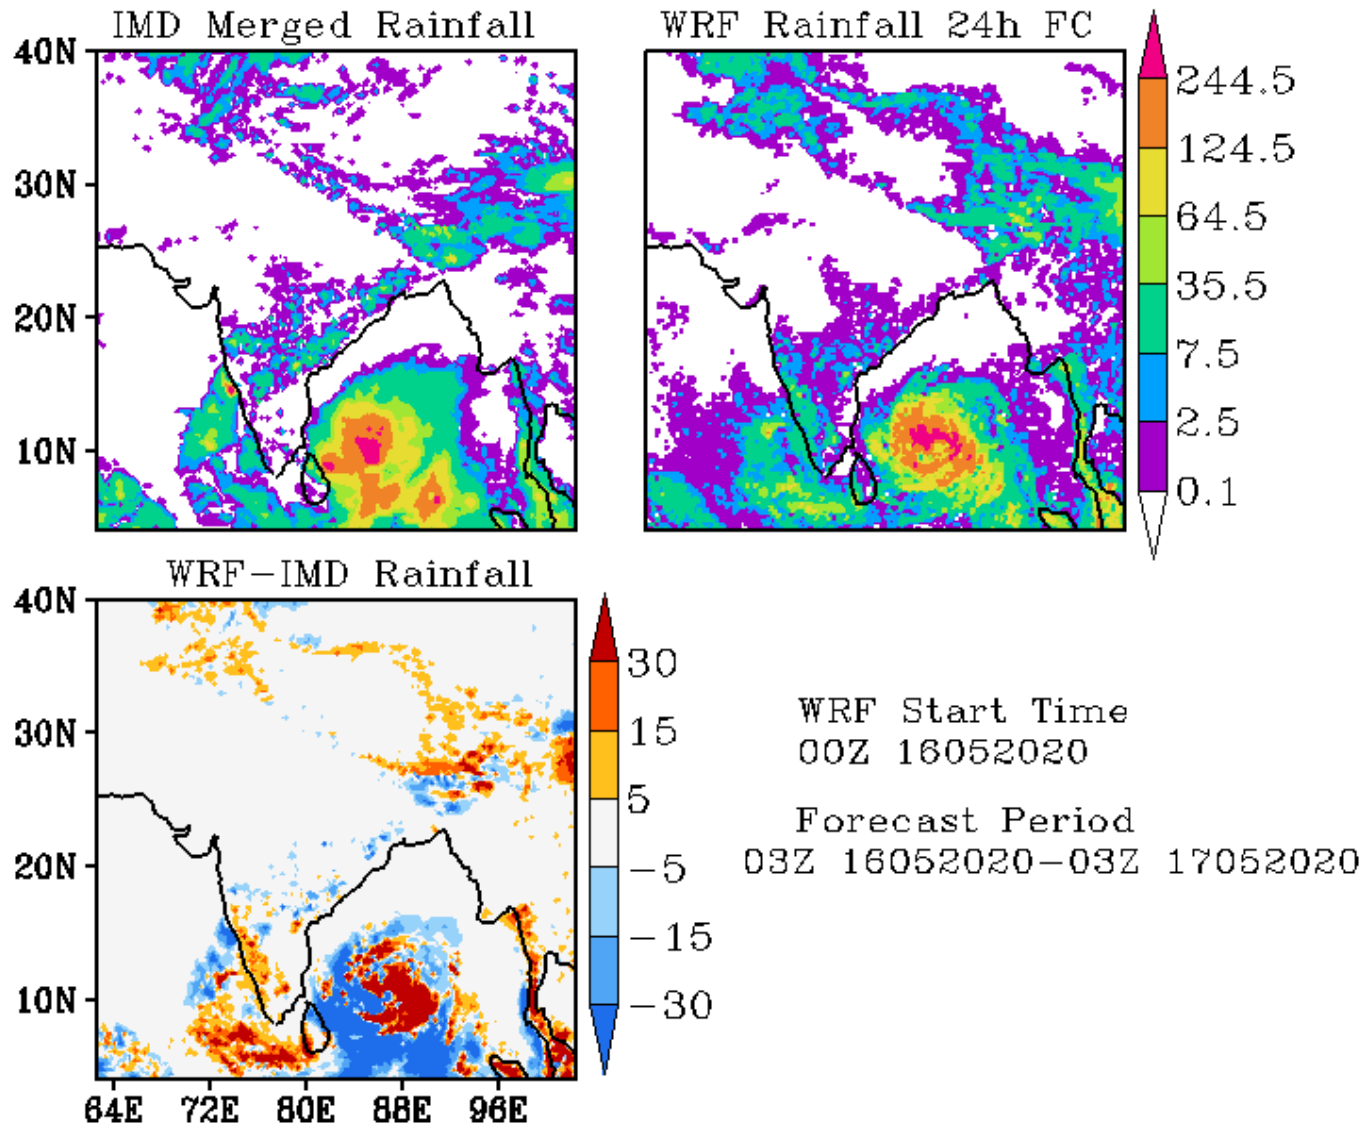 IMD Merged Rainfall
WRF Rainfall 24h FC
40N
30N
20N
10N
244.5
124.5
64.5
35.5
7.5
2.5
0.1
WRF-IMD Rainfall
40N
30N
20N
10N
64E 72E 80E 88E 96E
30
15
5
-5
-15
-30
WRF Start Time
00Z 16052020
Forecast Period
03Z 16052020-03Z 17052020